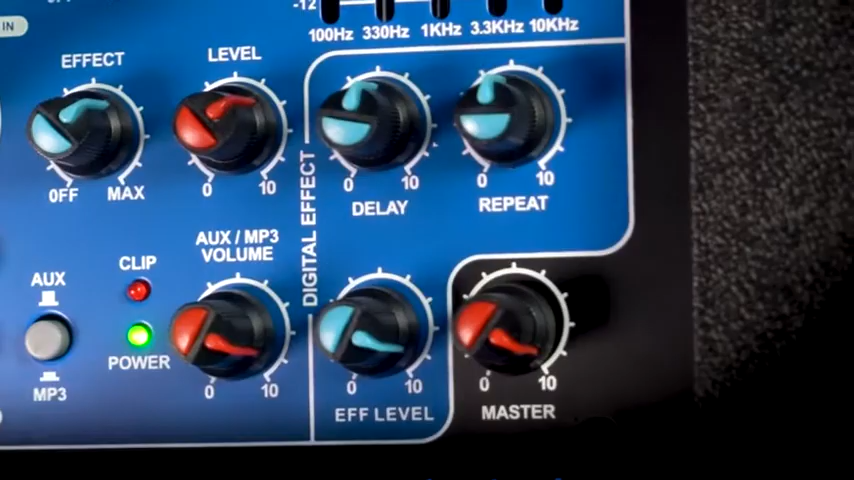 -12
IN
100Hz 330Hz 1KHz 3.3KHz 10KHz
EFFECT
LEVEL
OFF MAX
0 10
0 10
0 10
DELAY
REPEAT
DIGITAL EFFECT
AUX / MP3
VOLUME
CLIP
AUX
POWER
MP3
0 10
0 10
0 10
EFF LEVEL
MASTER